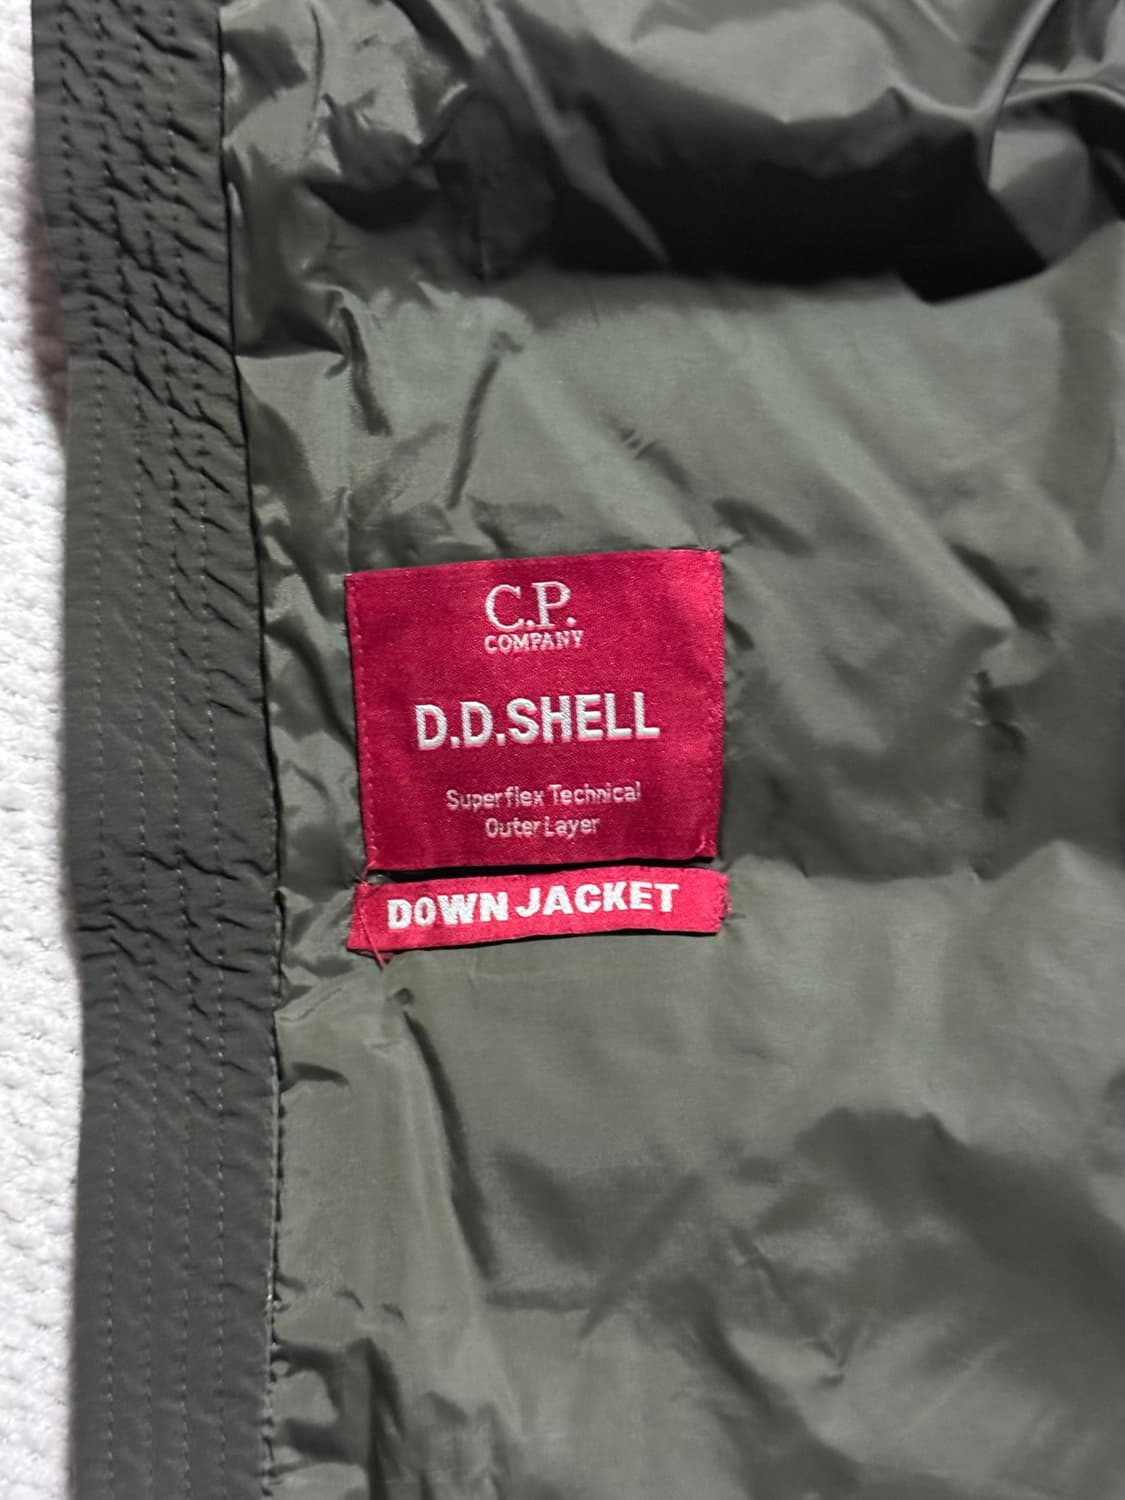 C.P.
COMPANY
D.D.SHELL
Superflex Technical
Outer Layer
DOWN JACKET